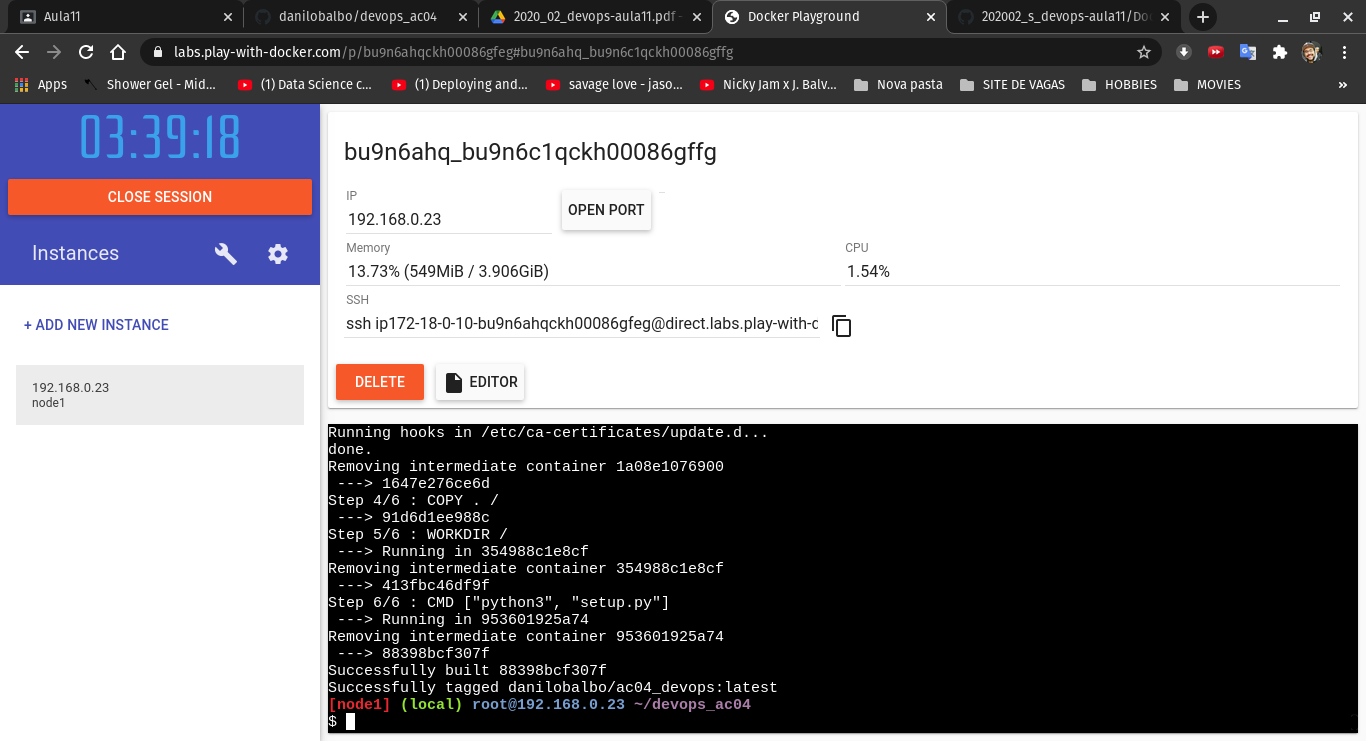 Aula11
danilobalbo/devops_ac04
2020_02_devops-aula11.pdf -
Docker Playground
202002_s_devops-aula11/Do
labs.play-with-docker.com/p/bu9n6ahqckh00086gfeg#bu9n6ahq_bu9n6c1qckh00086gffg
Apps
Shower Gel - Mid...
(1) Data Science c...
(1) Deploying and...
savage love - jaso...
Nicky Jam x J. Balv...
Nova pasta
SITE DE VAGAS
HOBBIES
MOVIES
»
03:39:18
CLOSE SESSION
Instances
+ ADD NEW INSTANCE
192.168.0.23
node1
bu9n6ahq_bu9n6c1qckh00086gffg
IP
192.168.0.23
OPEN PORT
Memory
13.73% (549MiB / 3.906GiB)
CPU
1.54%
SSH
ssh ip172-18-0-10-bu9n6ahqckh00086gfeg@direct.labs.play-with-d
DELETE
EDITOR
Running hooks in /etc/ca-certificates/update.d...
done.
Removing intermediate container 1a08e1076900
---> 1647e276ce6d
Step 4/6 : COPY . /
---> 91d6d1ee988c
Step 5/6 : WORKDIR /
---> Running in 354988c1e8cf
Removing intermediate container 354988c1e8cf
---> 413fbc46df9f
Step 6/6 : CMD ["python3", "setup.py"]
---> Running in 953601925a74
Removing intermediate container 953601925a74
---> 88398bcf307f
Successfully built 88398bcf307f
Successfully tagged danilobalbo/ac04_devops:latest
[node1] (local) root@192.168.0.23 ~/devops_ac04
$